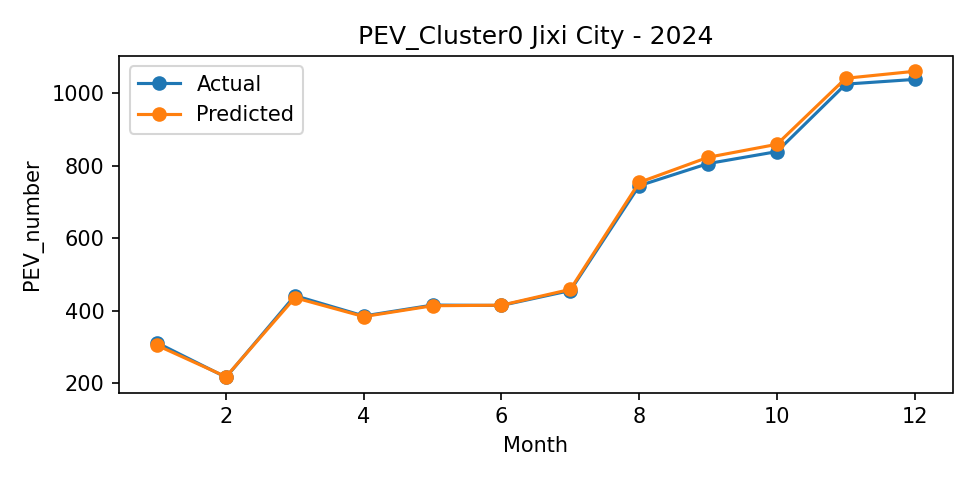 PEV_Cluster0 Jixi City - 2024
Actual
Predicted
1000
800
600
400
200
PEV_number
2 4 6 8 10 12
Month